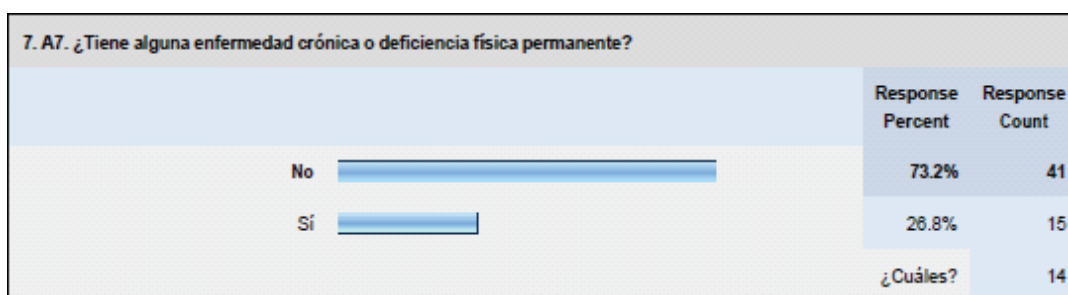 7. A7. ¿Tiene alguna enfermedad crónica o deficiencia física permanente?
Response Percent Response Count
No 73.2% 41
Sí 26.8% 15
¿Cuáles? 14